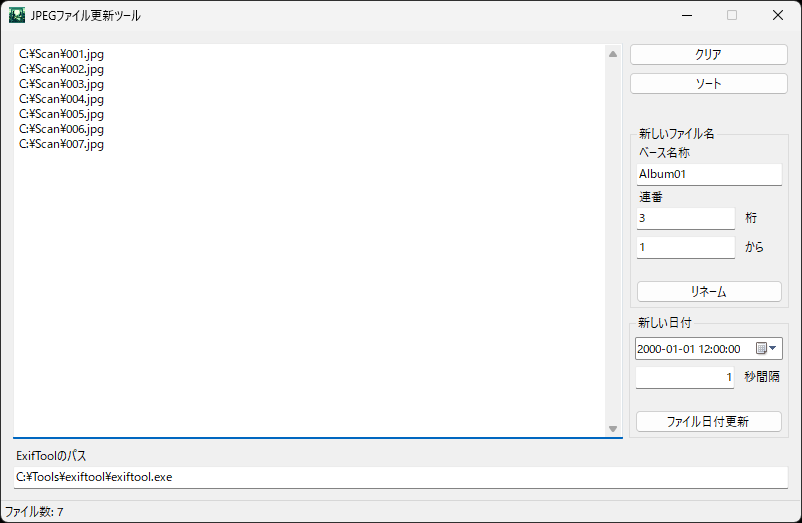 JPEGファイル更新ツール
C:¥Scan¥001.jpg
C:¥Scan¥002.jpg
C:¥Scan¥003.jpg
C:¥Scan¥004.jpg
C:¥Scan¥005.jpg
C:¥Scan¥006.jpg
C:¥Scan¥007.jpg
クリア
ソート
新しいファイル名
ベース名称
Album01
連番
3 桁
1 から
リネーム
新しい日付
2000-01-01 12:00:00
1 秒間隔
ファイル日付更新
ExifToolのパス
C:¥Tools¥exiftool¥exiftool.exe
ファイル数: 7